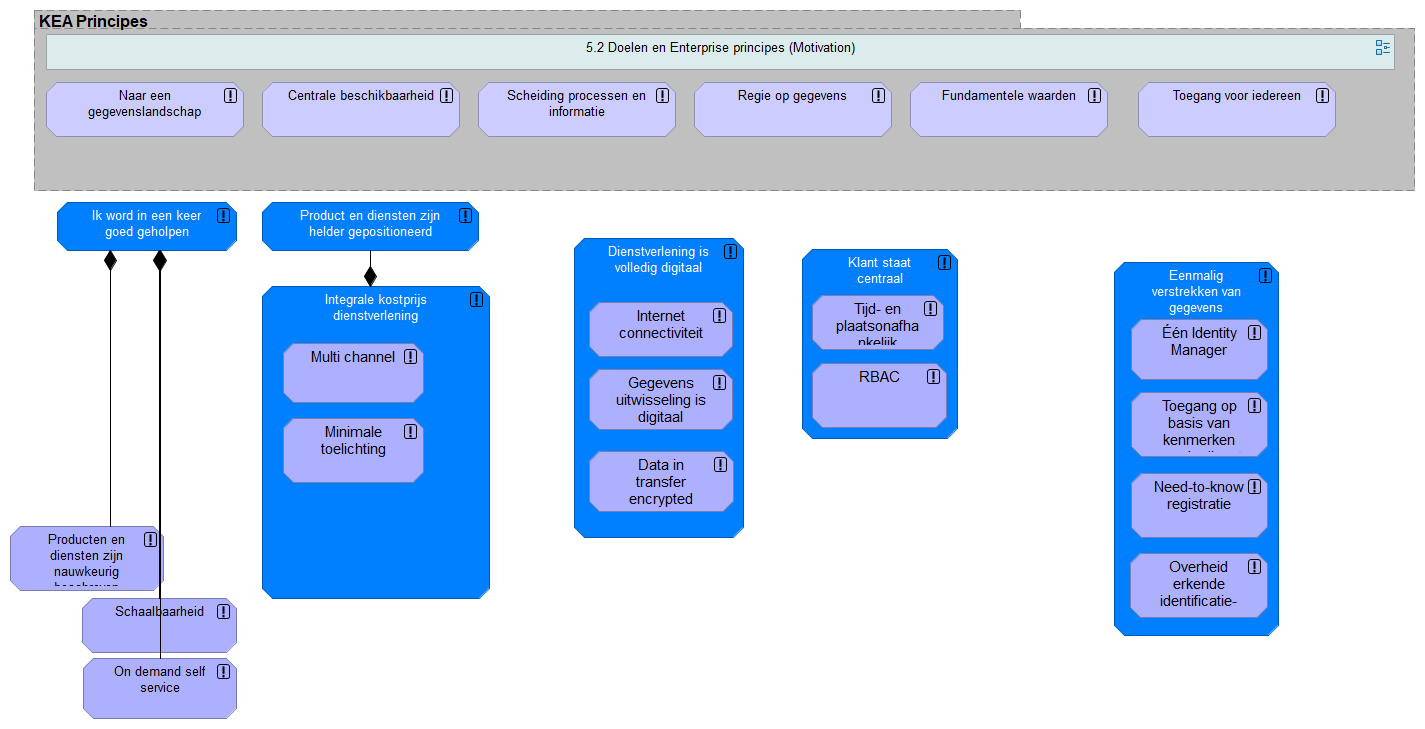 KEA Principes
5.2 Doelen en Enterprise principes (Motivation)
Naar een
gegevenslandschap
Centrale beschikbaarheid
Scheiding processen en
informatie
Regie op gegevens
Fundamentele waarden
Toegang voor iedereen
Ik word in een keer
goed geholpen
Product en diensten zijn
helder gepositioneerd
Integrale kostprijs
dienstverlening
Multi channel
Minimale
toelichting
Dienstverlening is
volledig digitaal
Internet
connectiviteit
Gegevens
uitwisseling is
digitaal
Data in
transfer
encrypted
Klant staat
centraal
Tijd- en
plaatsonafha
nkelijk
RBAC
Eenmalig
verstrekken van
gegevens
Één Identity
Manager
Toegang op
basis van
kenmerken
Need-to-know
registratie
Overheid
erkende
identificatie-
Producten en
diensten zijn
nauwkeurig
beschreven
Schaalbaarheid
On demand self
service